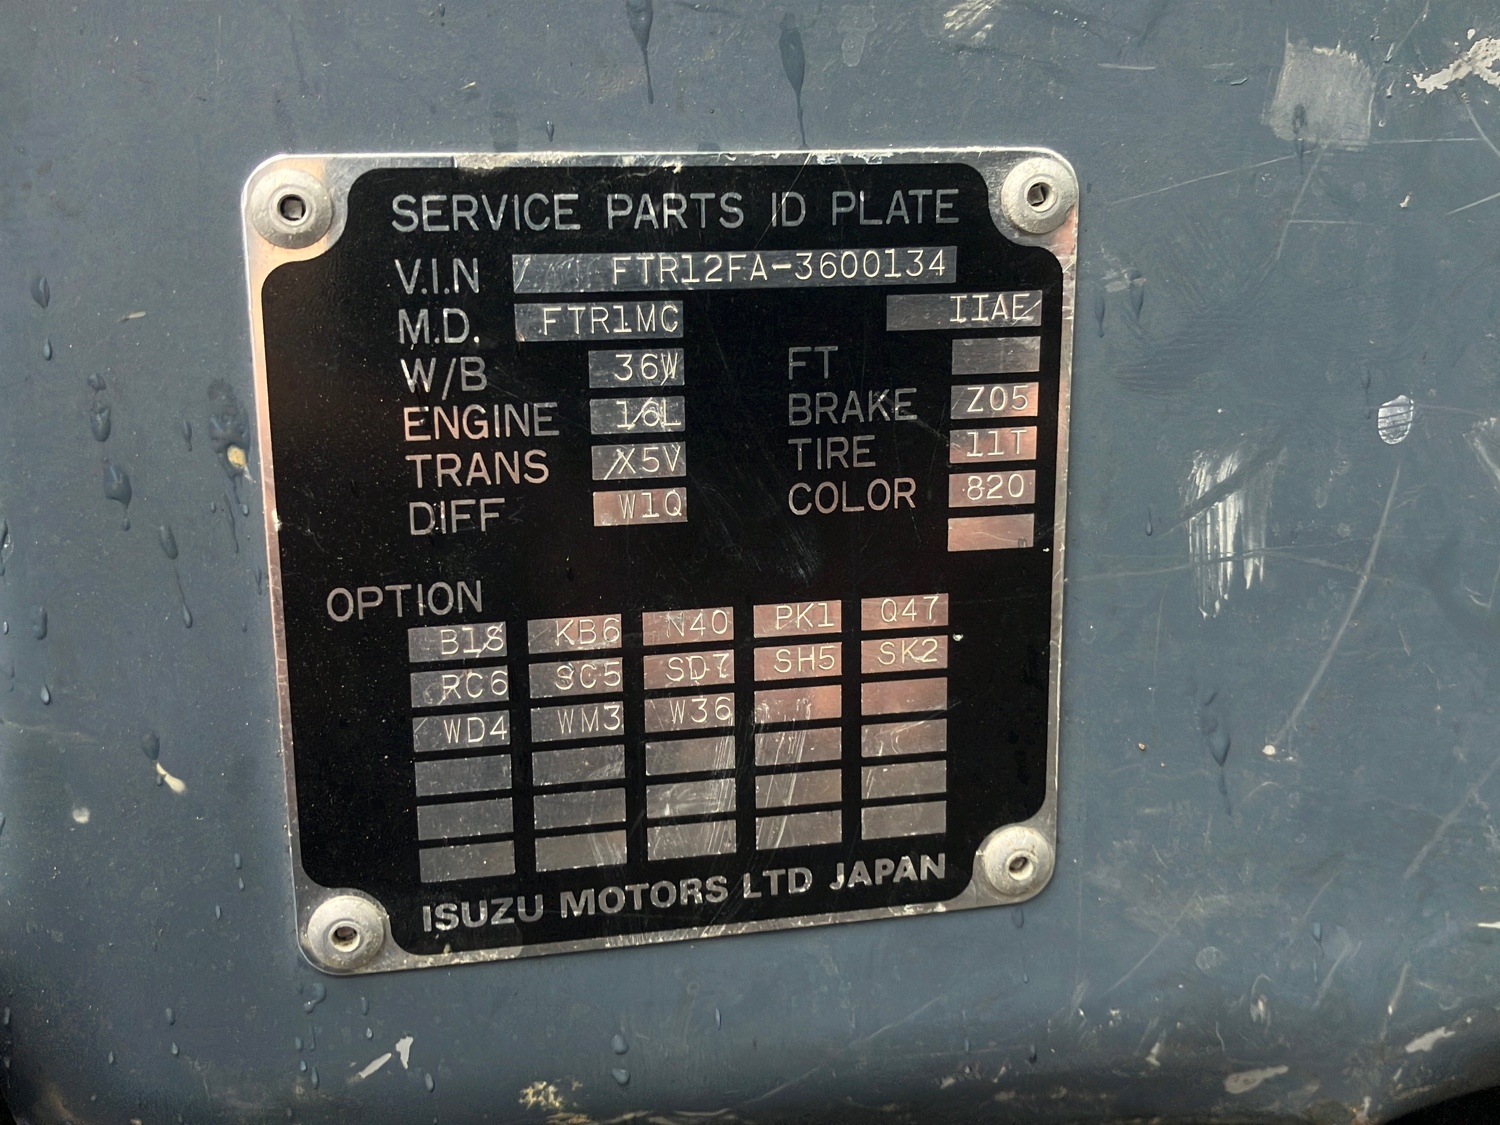 SERVICE PARTS ID PLATE
V.I.N FTR12FA-3600134
M.D. FTR1MC IIAE
W/B 36W FT
ENGINE 16L BRAKE Z05
TRANS X5V TIRE 11T
DIFF W1Q COLOR 820
OPTION
B1S KB6 N40 PK1 Q47
RC6 SC5 SD7 SH5 SK2
WD4 WM3 W36
ISUZU MOTORS LTD JAPAN